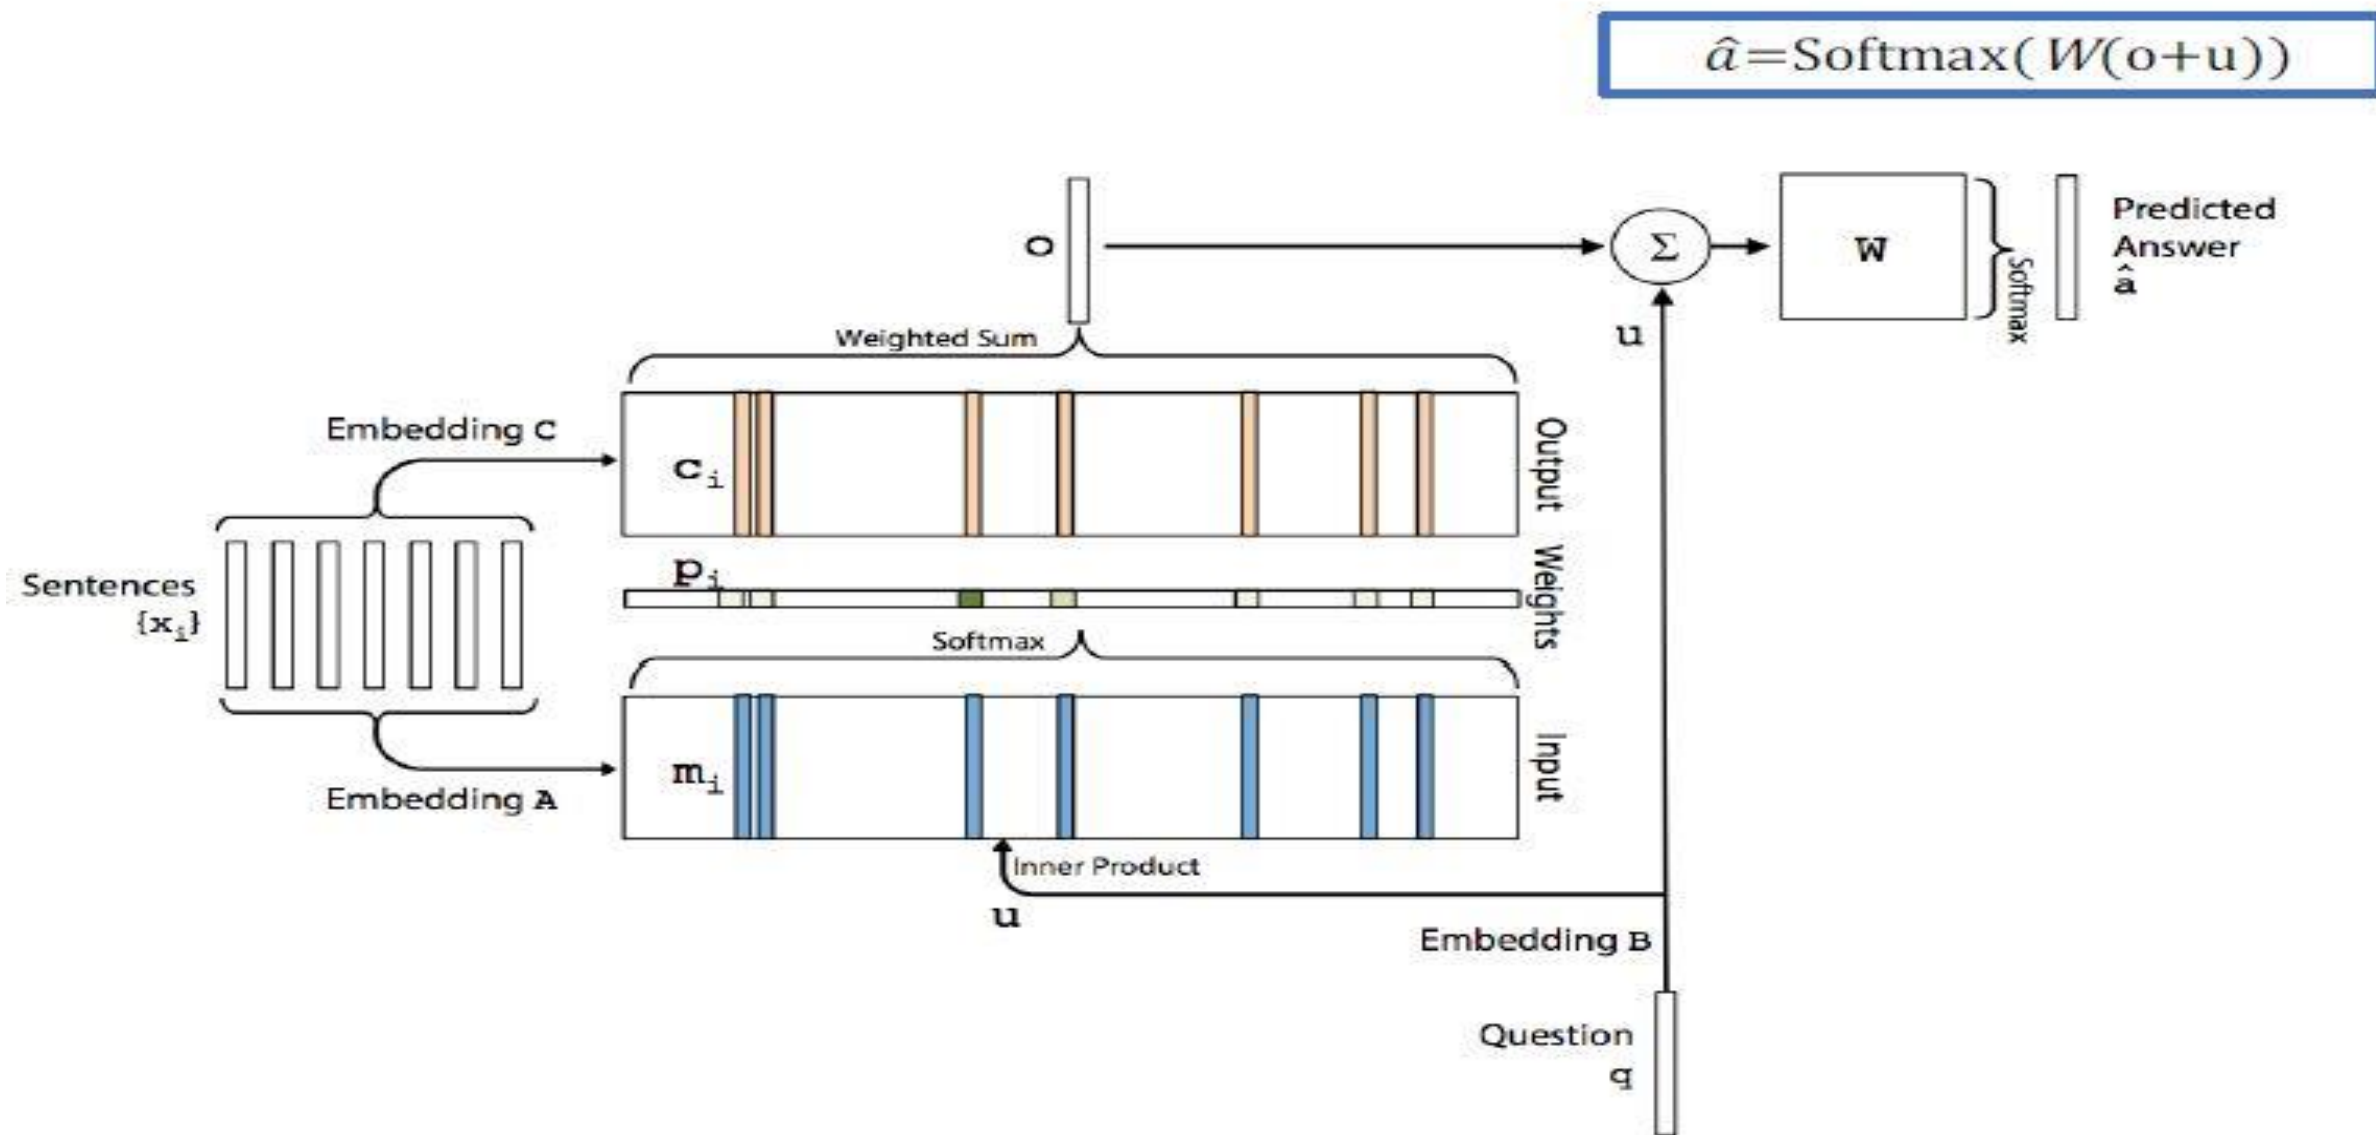 â=Softmax(W(o+u))
o
Σ
W
Softmax
Predicted
Answer
â
u
Weighted Sum
Embedding C
c_i
Output
Sentences
{x_i}
p_i
Weights
Softmax
Embedding A
m_i
Input
Inner Product
u
Embedding B
Question
q